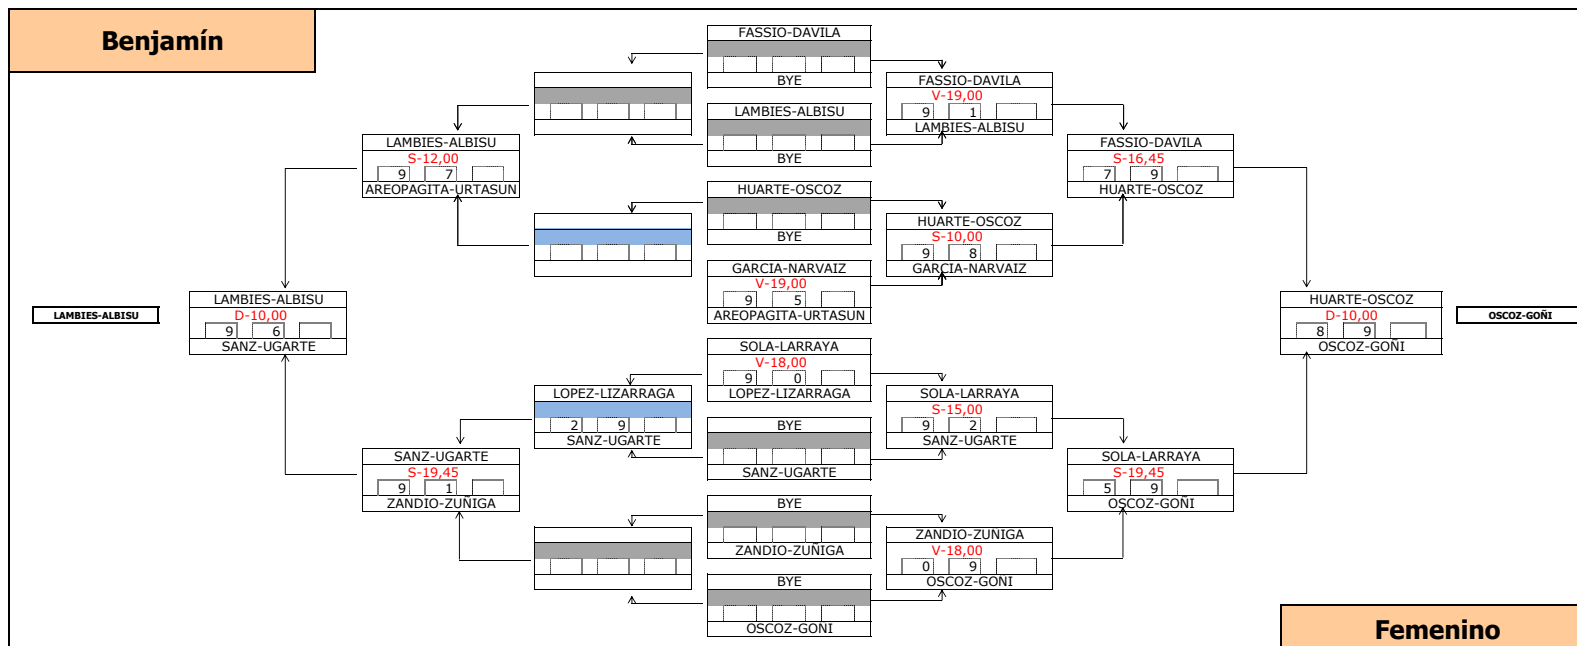 Benjamín
FASSIO-DAVILA
BYE
LAMBIES-ALBISU
BYE
HUARTE-OSCOZ
BYE
GARCIA-NARVAIZ
V-19,00
9 5
AREOPAGITA-URTASUN
SOLA-LARRAYA
V-18,00
9 0
LOPEZ-LIZARRAGA
BYE
SANZ-UGARTE
BYE
ZANDIO-ZUÑIGA
BYE
OSCOZ-GONI
FASSIO-DAVILA
V-19,00
9 1
LAMBIES-ALBISU
HUARTE-OSCOZ
S-10,00
9 8
GARCIA-NARVAIZ
SOLA-LARRAYA
S-15,00
9 2
SANZ-UGARTE
ZANDIO-ZUÑIGA
V-18,00
0 9
OSCOZ-GONI
FASSIO-DAVILA
S-16,45
7 9
HUARTE-OSCOZ
SOLA-LARRAYA
S-19,45
5 9
OSCOZ-GOÑI
HUARTE-OSCOZ
D-10,00
8 9
OSCOZ-GOÑI
OSCOZ-GOÑI
LOPEZ-LIZARRAGA
2 9
SANZ-UGARTE
LAMBIES-ALBISU
S-12,00
9 7
AREOPAGITA-URTASUN
SANZ-UGARTE
S-19,45
9 1
ZANDIO-ZUÑIGA
LAMBIES-ALBISU
D-10,00
9 6
SANZ-UGARTE
LAMBIES-ALBISU
Femenino